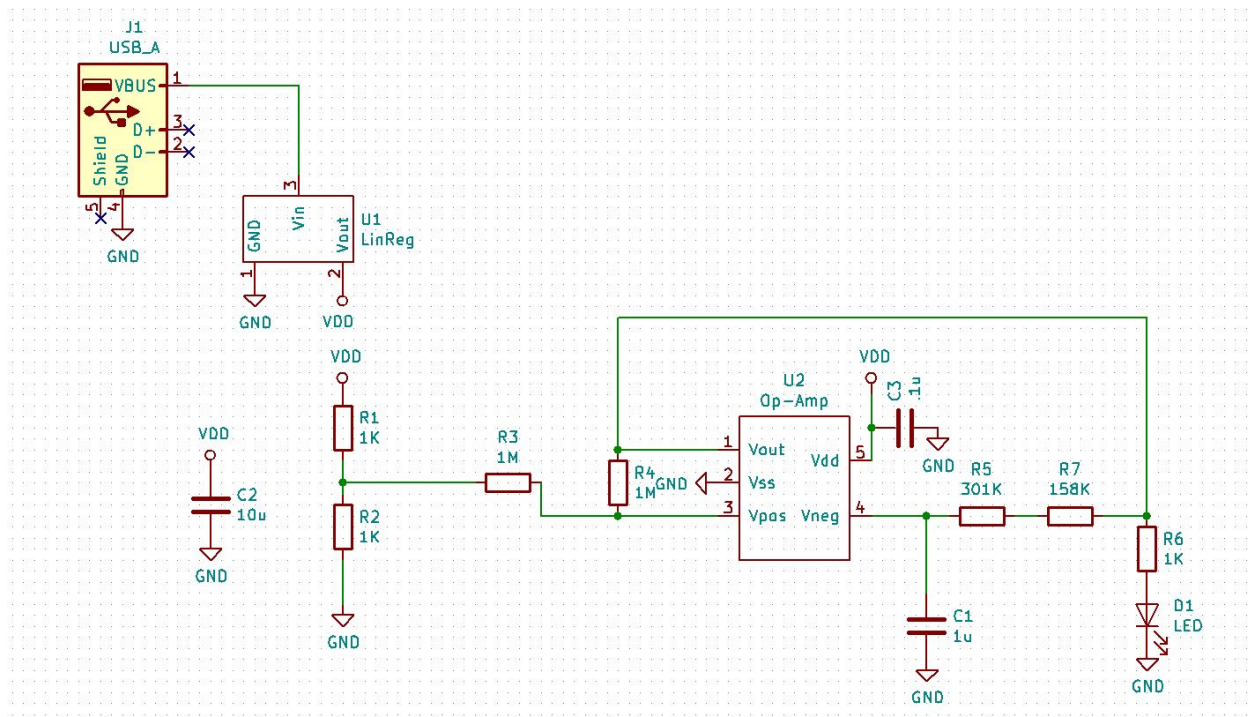 J1
USB_A
VBUS
1
D+
3
D-
2
Shield
GND
5
4
GND
3
GND
Vin
Vout
U1
LinReg
1
2
GND
VDD
VDD
R1
1K
R2
1K
GND
VDD
C2
10u
GND
R3
1M
R4
1M
GND
U2
Op-Amp
1
Vout
2
Vss
3
Vpos
Vdd
5
Vneg
4
VDD
C3
.1u
GND
R5
301K
R7
158K
C1
1u
GND
R6
1K
D1
LED
GND